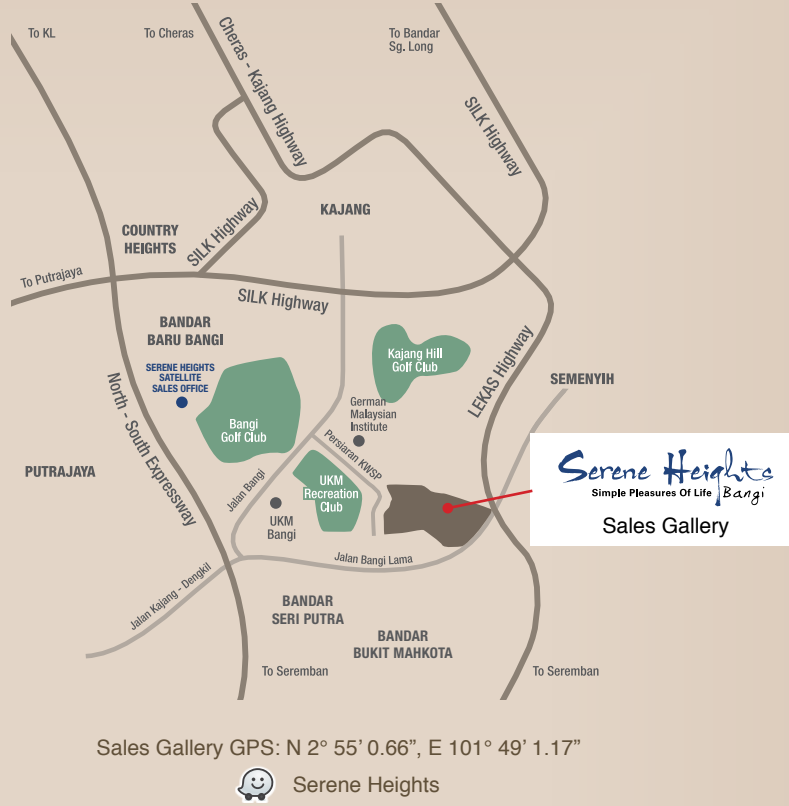 To KL
To Cheras
To Bandar
Sg. Long
Cheras - Kajang Highway
SILK Highway
COUNTRY
HEIGHTS
SILK Highway
KAJANG
To Putrajaya
SILK Highway
BANDAR
BARU BANGI
SERENE HEIGHTS
SATELLITE
SALES OFFICE
Kajang Hill
Golf Club
LEKAS Highway
SEMENYIH
North - South Expressway
Bangi
Golf Club
German
Malaysian
Institute
Persiaran KWSP
PUTRAJAYA
Jalan Bangi
UKM
Recreation
Club
UKM
Bangi
Serene Heights
Simple Pleasures Of Life
Bangi
Sales Gallery
Jalan Bangi Lama
Jalan Kajang - Dengkil
BANDAR
SERI PUTRA
BANDAR
BUKIT MAHKOTA
To Seremban
To Seremban
Sales Gallery GPS: N 2° 55’ 0.66”, E 101° 49’ 1.17”
Serene Heights